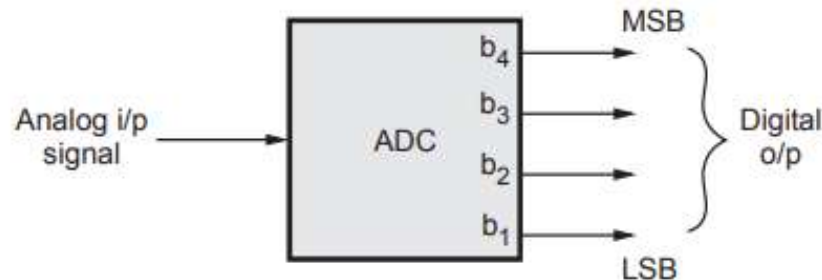 MSB
b4
b3
Analog i/p
signal
ADC
Digital
o/p
b2
b1
LSB